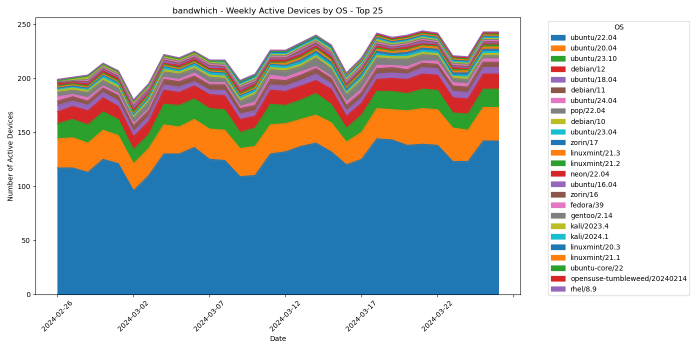 bandwhich - Weekly Active Devices by OS - Top 25
Number of Active Devices
250
200
150
100
50
0
2024-02-26
2024-03-02
2024-03-07
2024-03-12
2024-03-17
2024-03-22
Date
OS
ubuntu/22.04
ubuntu/20.04
ubuntu/23.10
debian/12
ubuntu/18.04
debian/11
ubuntu/24.04
pop/22.04
debian/10
ubuntu/23.04
zorin/17
linuxmint/21.3
linuxmint/21.2
neon/22.04
ubuntu/16.04
zorin/16
fedora/39
gentoo/2.14
kali/2023.4
kali/2024.1
linuxmint/20.3
linuxmint/21.1
ubuntu-core/22
opensuse-tumbleweed/20240214
rhel/8.9